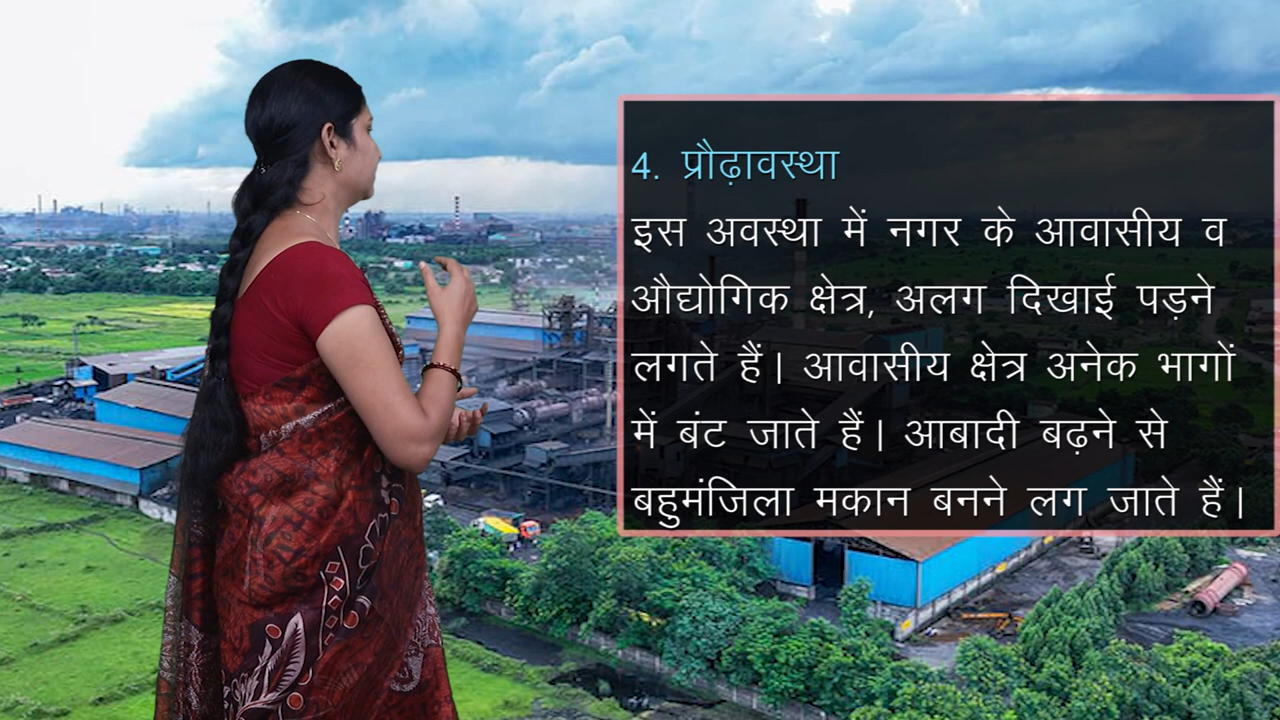 4. प्रौढ़ावस्था
इस अवस्था में नगर के आवासीय व
औद्योगिक क्षेत्र, अलग दिखाई पड़ने
लगते हैं। आवासीय क्षेत्र अनेक भागों
में बंट जाते हैं। आबादी बढ़ने से
बहुमंजिला मकान बनने लग जाते हैं।